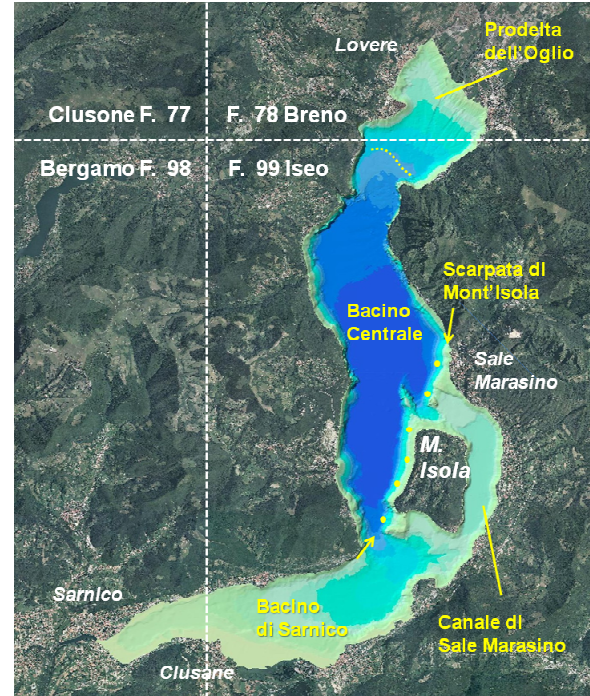 Prodelta
dell'Oglio
Lovere
Clusone F. 77
F. 78 Breno
Bergamo F. 98
F. 99 Iseo
Scarpata di
Mont'Isola
Bacino
Centrale
Sale
Marasino
M.
Isola
Sarnico
Bacino
di Sarnico
Canale di
Sale Marasino
Clusane